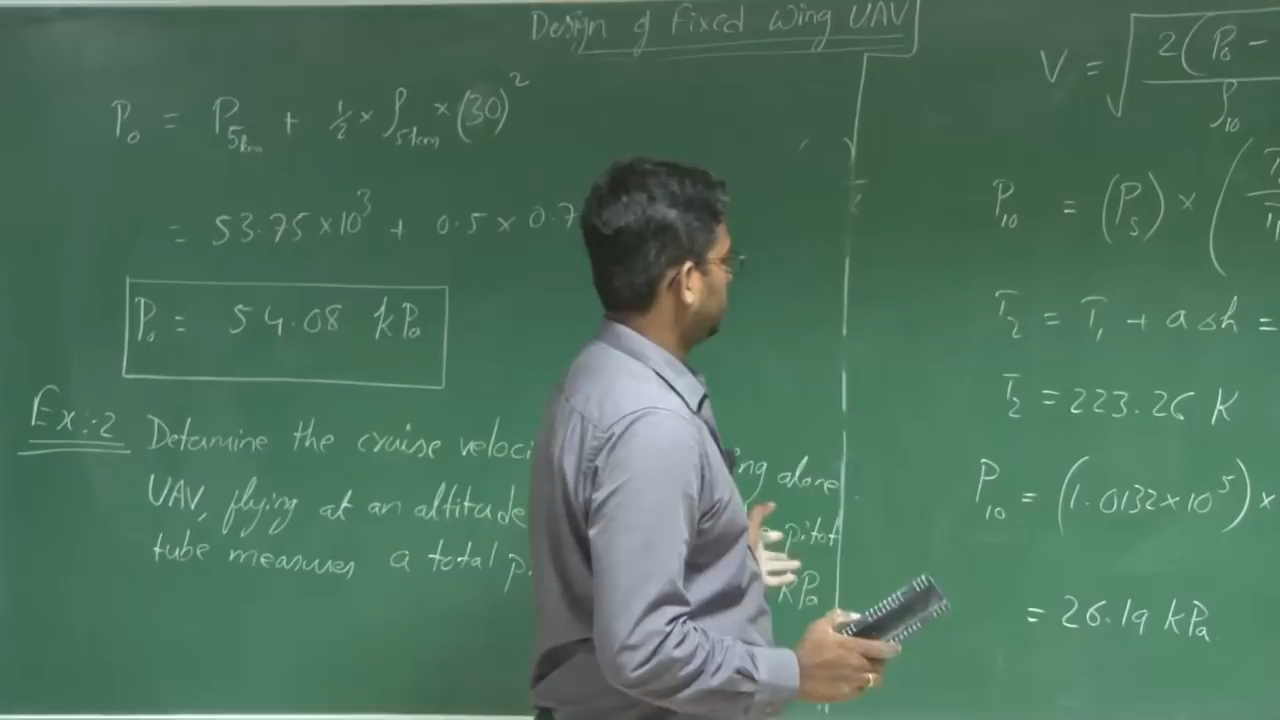 Design of Fixed Wing UAV
P₀ = P₅ₖₘ + ½ × ρ₅ₖₘ × (30)²
= 53.75×10³ + 0.5 × 0.7
P₀ = 54.08 kPa
Ex:-2 Determine the cruise veloci ng alone
UAV, flying at an altitude pitot
tube measures a total p kPa
V = √ 2(P₀ -
ρ₁₀
P₁₀ = (Pₛ) × (
T₂ = T₁ + a Δh =
T₂ = 223.26 K
P₁₀ = (1.0132×10⁵) ×
= 26.19 kPa